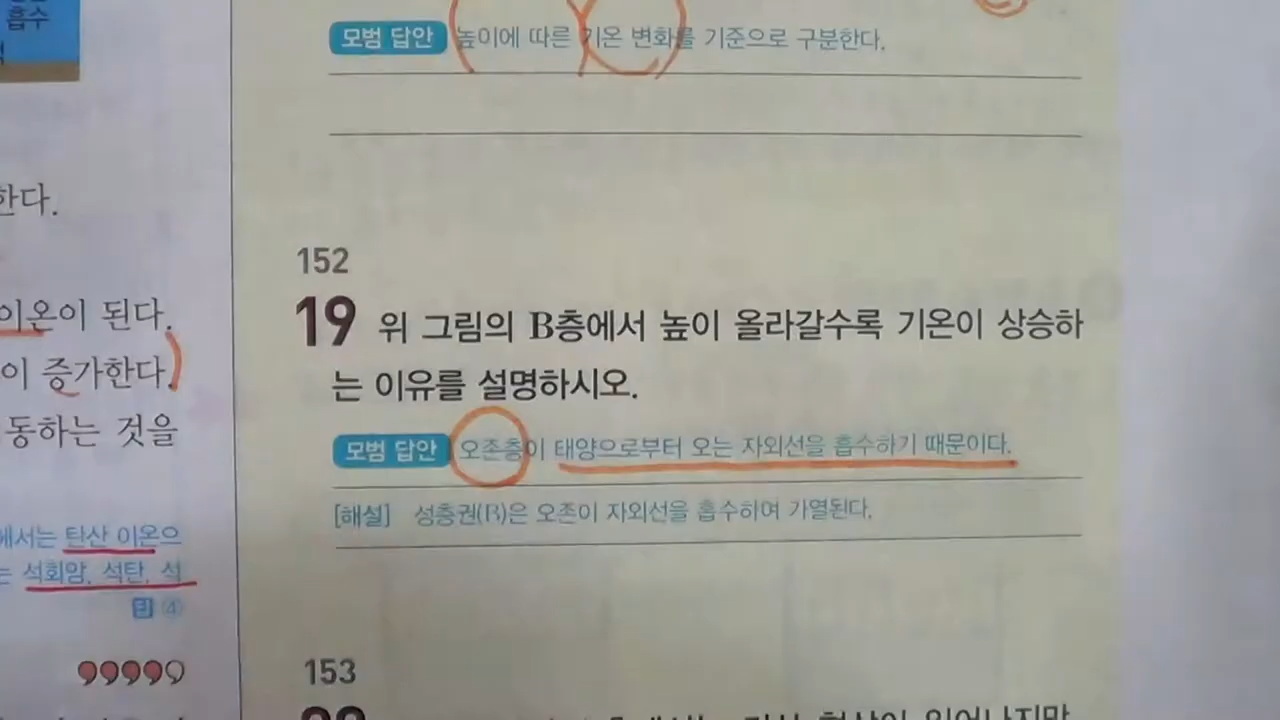 흡수
모범 답안 높이에 따른 기온 변화를 기준으로 구분한다.
한다.
이온이 된다.
이 증가한다.
동하는 것을
해서는 탄산 이온으
는 석회암, 석탄, 석
답 ④
152
19 위 그림의 B층에서 높이 올라갈수록 기온이 상승하
는 이유를 설명하시오.
모범 답안 오존층이 태양으로부터 오는 자외선을 흡수하기 때문이다.
[해설] 성층권(B)은 오존이 자외선을 흡수하여 가열된다.
153